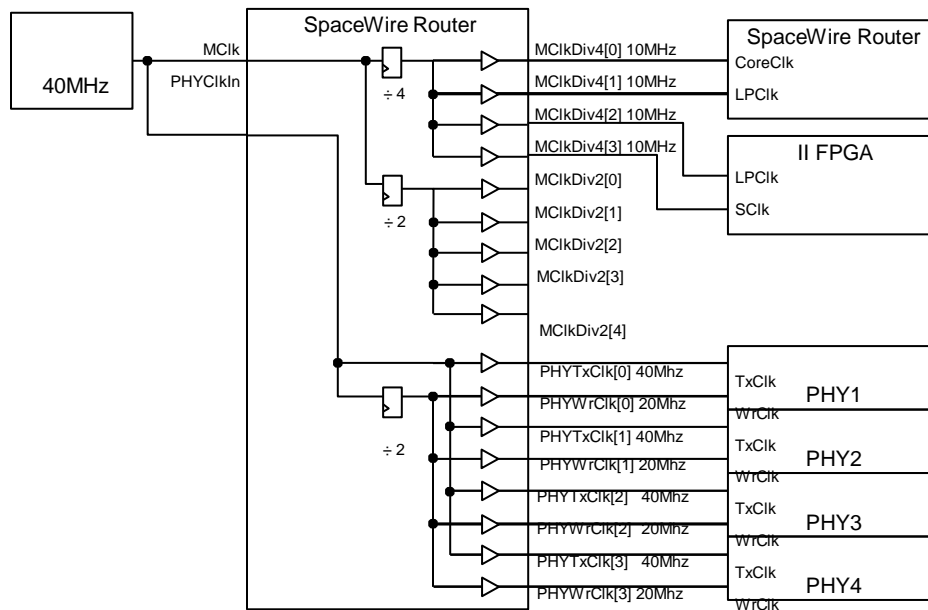 SpaceWire Router
40MHz
MClk
PHYClkIn
÷ 4
÷ 2
÷ 2
MClkDiv4[0] 10MHz
MClkDiv4[1] 10MHz
MClkDiv4[2] 10MHz
MClkDiv4[3] 10MHz
MClkDiv2[0]
MClkDiv2[1]
MClkDiv2[2]
MClkDiv2[3]
MClkDiv2[4]
PHYTxClk[0] 40Mhz
PHYWrClk[0] 20Mhz
PHYTxClk[1] 40Mhz
PHYWrClk[1] 20Mhz
PHYTxClk[2] 40Mhz
PHYWrClk[2] 20Mhz
PHYTxClk[3] 40Mhz
PHYWrClk[3] 20Mhz
SpaceWire Router
CoreClk
LPClk
II FPGA
LPClk
SClk
TxClk
PHY1
WrClk
TxClk
PHY2
WrClk
TxClk
PHY3
WrClk
TxClk
PHY4
WrClk